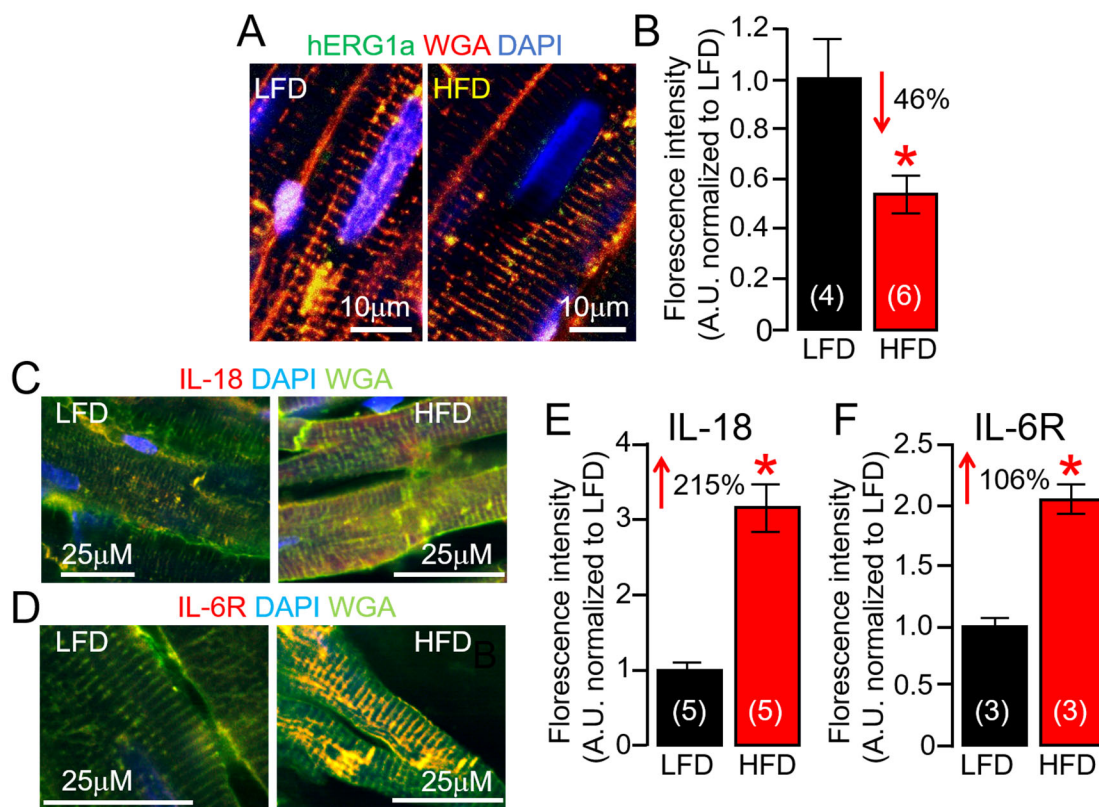 A
hERG1a WGA DAPI
LFD
HFD
10μm
10μm
B
Florescence intensity
(A.U. normalized to LFD)
1.2
1.0
0.8
0.6
0.4
0.2
0
46%
*
(4)
(6)
LFD
HFD
C
IL-18 DAPI WGA
LFD
HFD
25μM
25μM
D
IL-6R DAPI WGA
LFD
HFD
B
25μM
25μM
E
IL-18
Florescence intensity
(A.U. normalized to LFD)
4
3
2
1
0
215%
*
(5)
(5)
LFD
HFD
F
IL-6R
Florescence intensity
(A.U. normalized to LFD)
2.5
2.0
1.5
1.0
0.5
0
106%
*
(3)
(3)
LFD
HFD